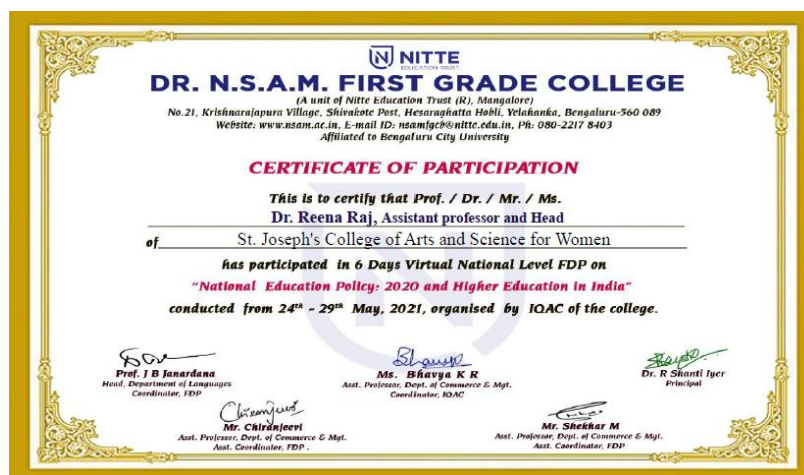 NITTE
EDUCATION TRUST
DR. N.S.A.M. FIRST GRADE COLLEGE
(A unit of Nitte Education Trust (R), Mangalore)
No.21, Krishnarajapura Village, Shivakote Post, Hesaraghatta Hobli, Yelahanka, Bengaluru-560 089
Website: www.nsam.ac.in, E-mail ID: nsamfgcb@nitte.edu.in, Ph: 080-2217 8403
Affiliated to Bengaluru City University
CERTIFICATE OF PARTICIPATION
This is to certify that Prof. / Dr. / Mr. / Ms.
Dr. Reena Raj, Assistant professor and Head
of St. Joseph's College of Arts and Science for Women
has participated in 6 Days Virtual National Level FDP on
"National Education Policy: 2020 and Higher Education in India"
conducted from 24th - 29th May, 2021, organised by IQAC of the college.
Prof. J B Janardana
Head, Department of Languages
Coordinator, FDP
Ms. Bhavya K R
Asst. Professor, Dept. of Commerce & Mgt.
Coordinator, IQAC
Dr. R Shanti Iyer
Principal
Chiranjeevi
Mr. Chiranjeevi
Asst. Professor, Dept. of Commerce & Mgt.
Asst. Coordinator, FDP .
Mr. Shekhar M
Asst. Professor, Dept. of Commerce & Mgt.
Asst. Coordinator, FDP